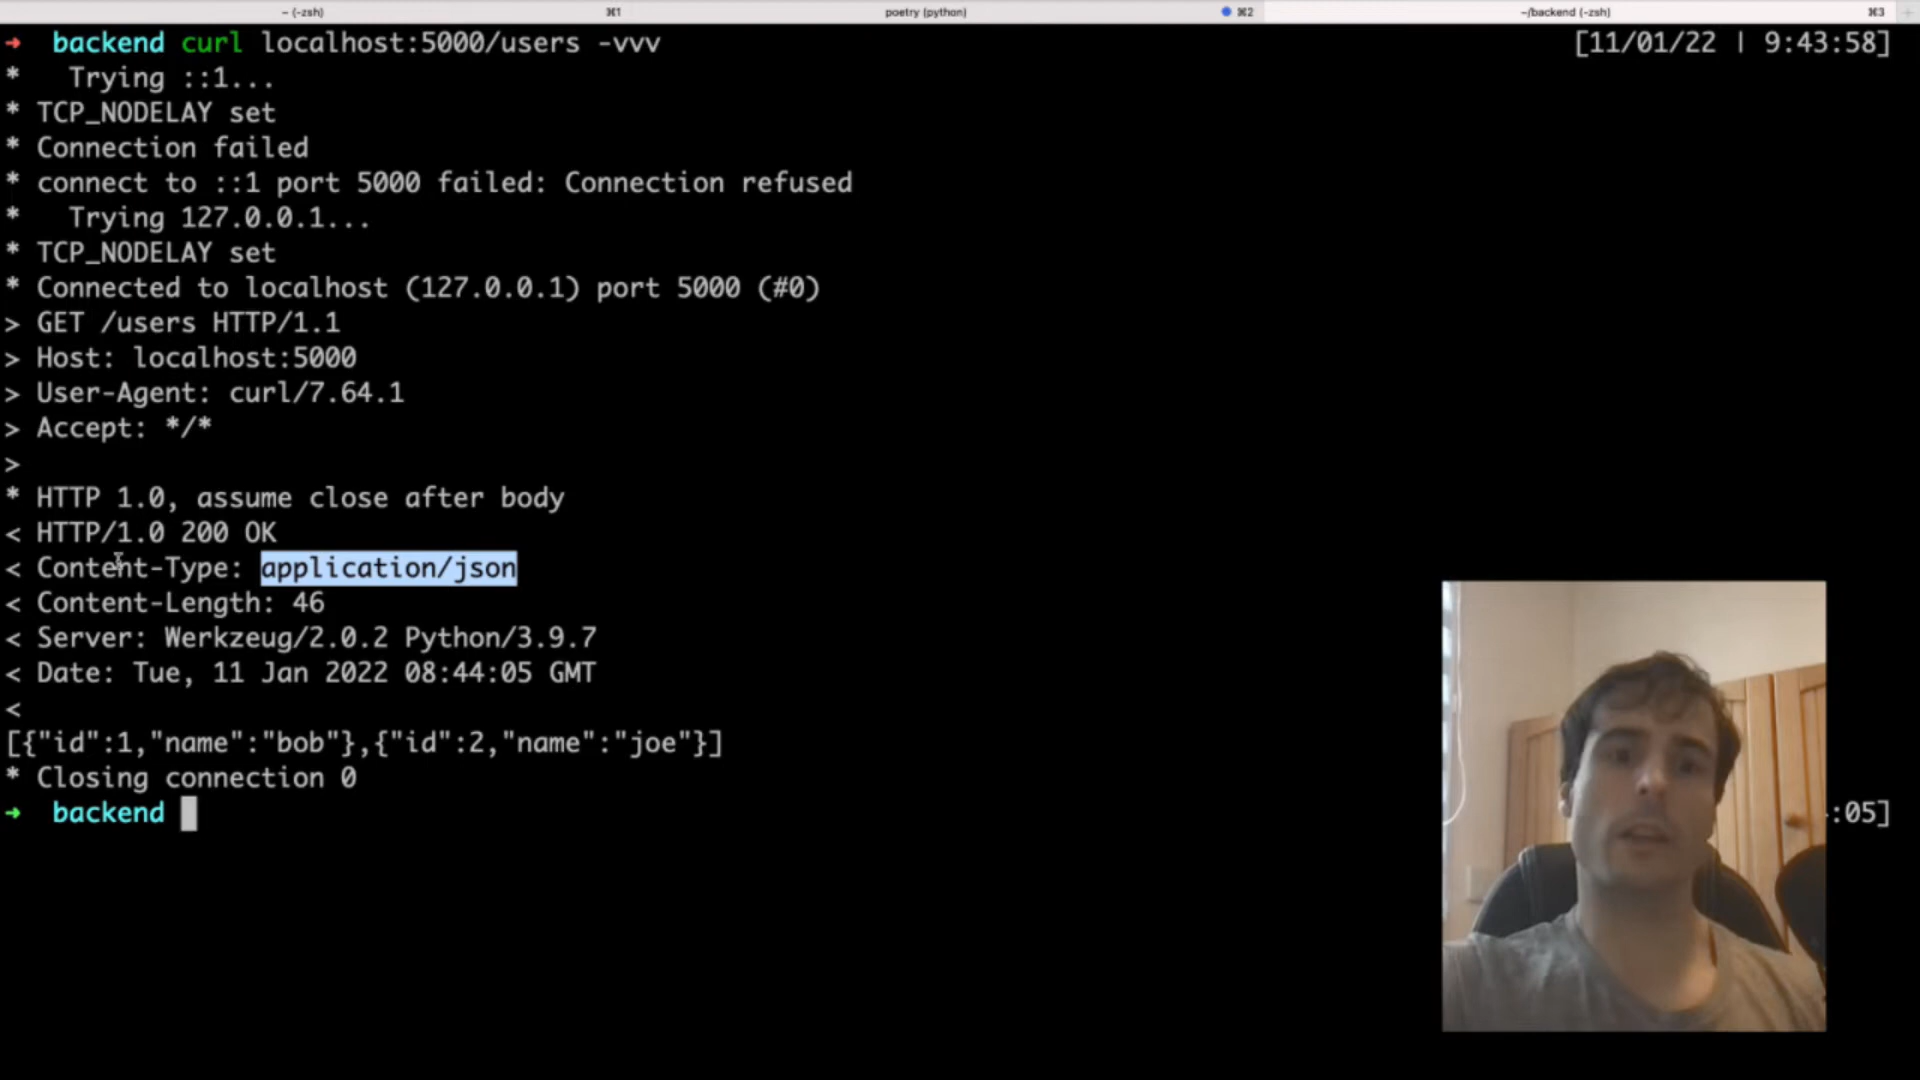 ~ (-zsh) ⌘1 poetry (python) ⌘2 ~/backend (-zsh) ⌘3
➜ backend curl localhost:5000/users -vvv [11/01/22 | 9:43:58]
* Trying ::1...
* TCP_NODELAY set
* Connection failed
* connect to ::1 port 5000 failed: Connection refused
* Trying 127.0.0.1...
* TCP_NODELAY set
* Connected to localhost (127.0.0.1) port 5000 (#0)
> GET /users HTTP/1.1
> Host: localhost:5000
> User-Agent: curl/7.64.1
> Accept: */*
>
* HTTP 1.0, assume close after body
< HTTP/1.0 200 OK
< Content-Type: application/json
< Content-Length: 46
< Server: Werkzeug/2.0.2 Python/3.9.7
< Date: Tue, 11 Jan 2022 08:44:05 GMT
<
[{"id":1,"name":"bob"},{"id":2,"name":"joe"}]
* Closing connection 0
➜ backend :05]